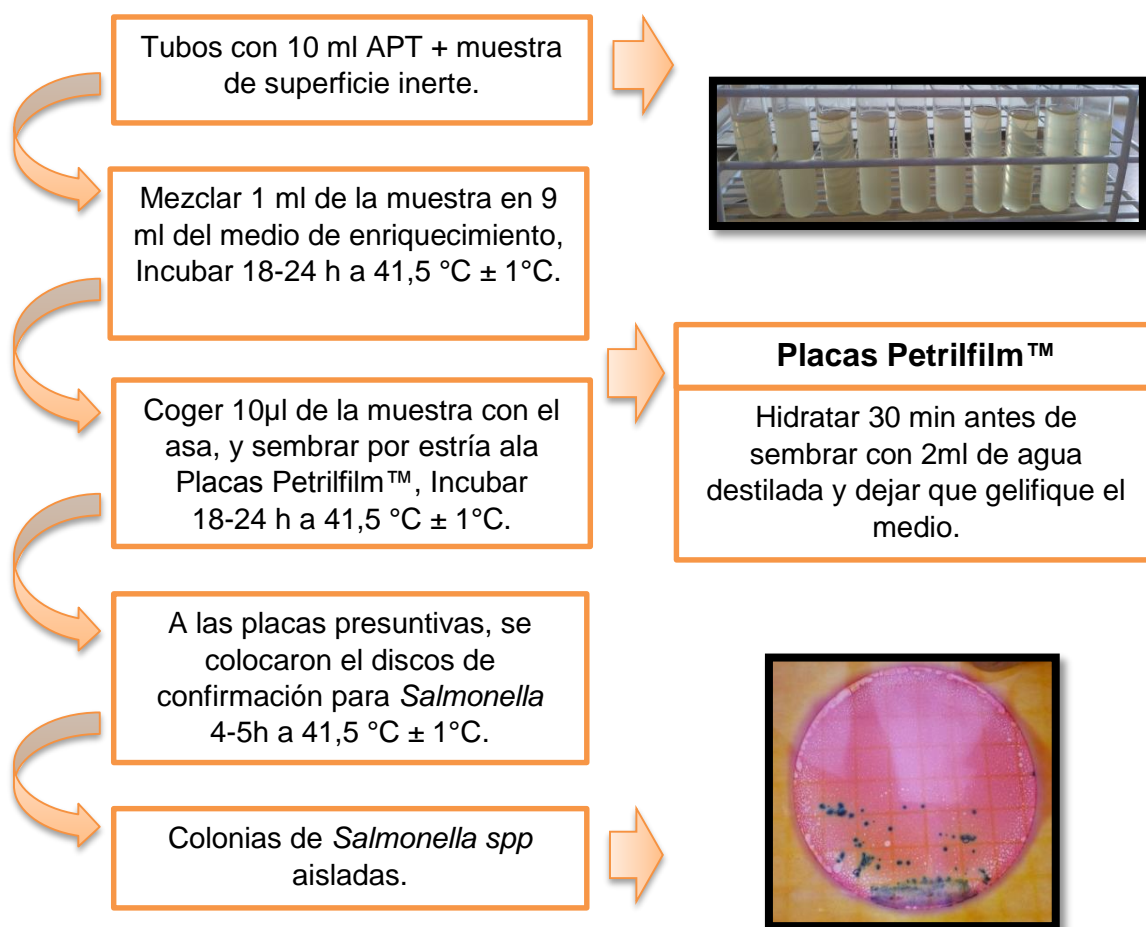 Tubos con 10 ml APT + muestra
de superficie inerte.
Mezclar 1 ml de la muestra en 9
ml del medio de enriquecimiento,
Incubar 18-24 h a 41,5 °C ± 1°C.
Coger 10µl de la muestra con el
asa, y sembrar por estría ala
Placas Petrilfilm™, Incubar
18-24 h a 41,5 °C ± 1°C.
Placas Petrilfilm™
Hidratar 30 min antes de
sembrar con 2ml de agua
destilada y dejar que gelifique el
medio.
A las placas presuntivas, se
colocaron el discos de
confirmación para Salmonella
4-5h a 41,5 °C ± 1°C.
Colonias de Salmonella spp
aisladas.